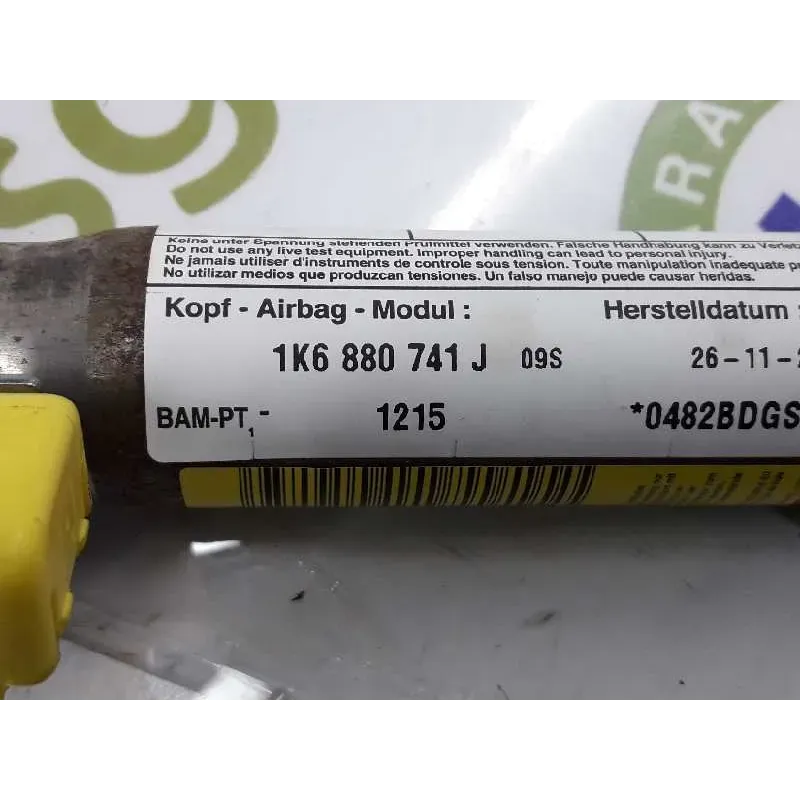 sg
ARA
Keine unter Spannung stehenden Prüfmittel verwenden. Falsche Handhabung kann zu
Do not use any live test equipment. Improper handling can lead to personal injury.
Ne jamais utiliser d'instruments de controle sous tension. Toute manipulation inadequate
No utilizar medios que produzcan tensiones. Un falso manejo puede causar heridas.
Kopf - Airbag - Modul : Herstelldatum :
1K6 880 741 J 09S 26-11-
BAM-PT, - 1215 *0482BDGS
1